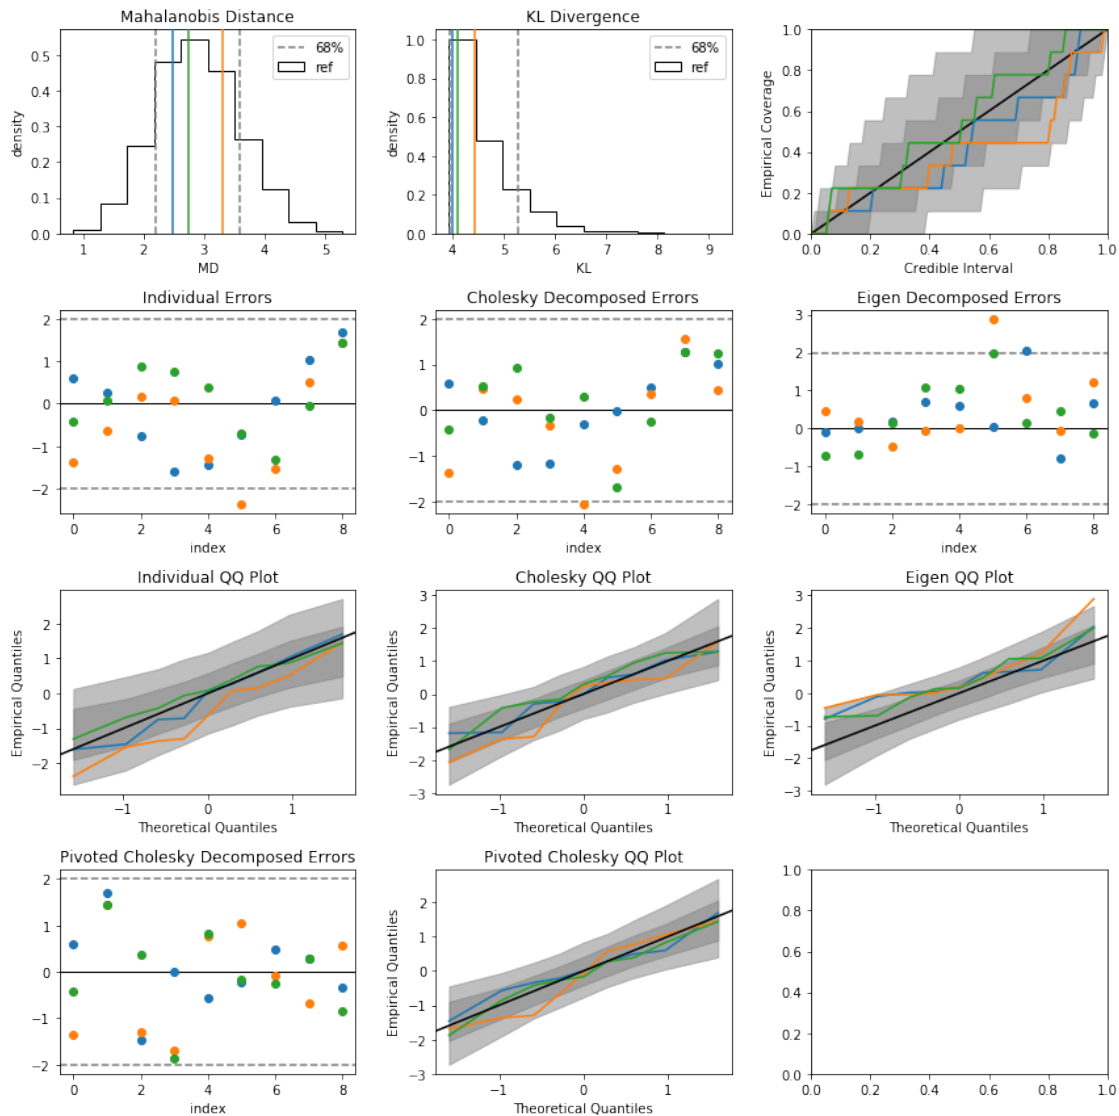 Mahalanobis Distance
0.5
0.4
0.3
0.2
0.1
0.0
density
68%
ref
1 2 3 4 5
MD
KL Divergence
1.0
0.8
0.6
0.4
0.2
0.0
density
68%
ref
4 5 6 7 8 9
KL
1.0
0.8
0.6
0.4
0.2
0.0
Empirical Coverage
0.0 0.2 0.4 0.6 0.8 1.0
Credible Interval
Individual Errors
2
1
0
−1
−2
0 2 4 6 8
index
Cholesky Decomposed Errors
2
1
0
−1
−2
0 2 4 6 8
index
Eigen Decomposed Errors
3
2
1
0
−1
−2
0 2 4 6 8
index
Individual QQ Plot
2
1
0
−1
−2
Empirical Quantiles
−1 0 1
Theoretical Quantiles
Cholesky QQ Plot
3
2
1
0
−1
−2
−3
Empirical Quantiles
−1 0 1
Theoretical Quantiles
Eigen QQ Plot
3
2
1
0
−1
−2
−3
Empirical Quantiles
−1 0 1
Theoretical Quantiles
Pivoted Cholesky Decomposed Errors
2
1
0
−1
−2
0 2 4 6 8
index
Pivoted Cholesky QQ Plot
2
1
0
−1
−2
−3
Empirical Quantiles
−1 0 1
Theoretical Quantiles
1.0
0.8
0.6
0.4
0.2
0.0
0.0 0.2 0.4 0.6 0.8 1.0